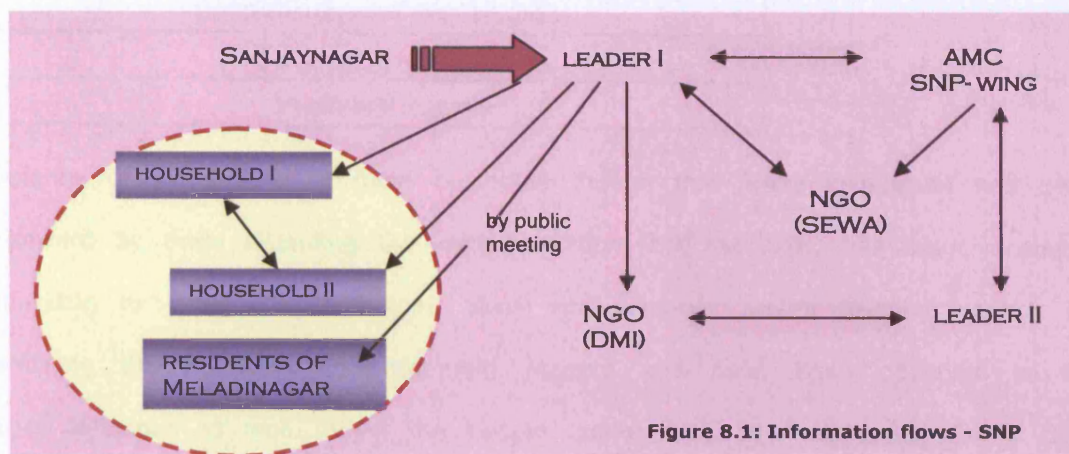 SANJAYNAGAR
LEADER I
AMC
SNP- WING
HOUSEHOLD I
NGO
(SEWA)
by public
meeting
HOUSEHOLD II
NGO
(DMI)
LEADER II
RESIDENTS OF
MELADINAGAR
Figure 8.1: Information flows - SNP